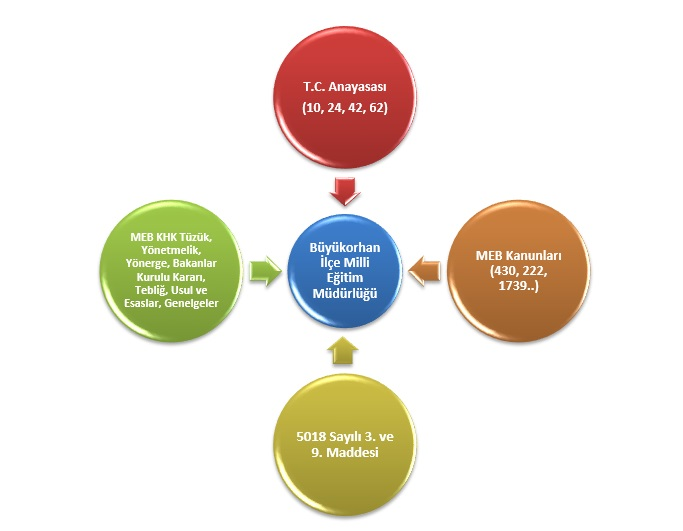 T.C. Anayasası
(10, 24, 42, 62)
MEB KHK Tüzük,
Yönetmelik,
Yönerge, Bakanlar
Kurulu Kararı,
Tebliğ, Usul ve
Esaslar, Genelgeler
Büyükorhan
İlçe Milli
Eğitim
Müdürlüğü
MEB Kanunları
(430, 222,
1739..)
5018 Sayılı 3. ve
9. Maddesi